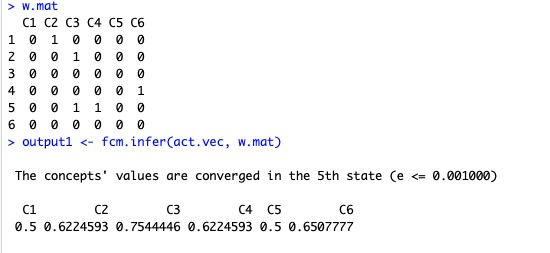 > w.mat
  C1 C2 C3 C4 C5 C6
1  0  1  0  0  0  0
2  0  0  1  0  0  0
3  0  0  0  0  0  0
4  0  0  0  0  0  1
5  0  0  1  1  0  0
6  0  0  0  0  0  0
> output1 <- fcm.infer(act.vec, w.mat)
The concepts' values are converged in the 5th state (e <= 0.001000)
  C1        C2        C3        C4  C5        C6
0.5 0.6224593 0.7544446 0.6224593 0.5 0.6507777